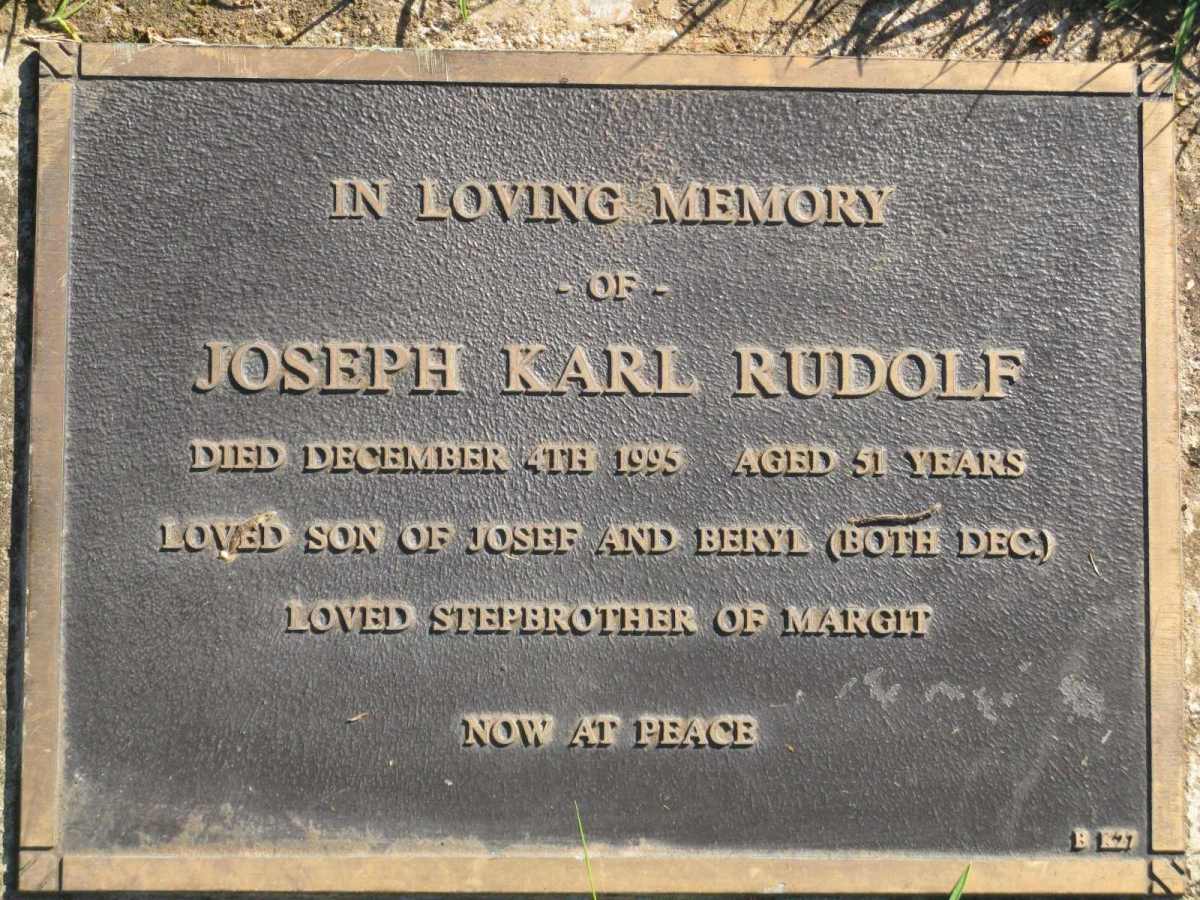 IN LOVING MEMORY
- OF -
JOSEPH KARL RUDOLF
DIED DECEMBER 4TH 1995 AGED 51 YEARS
LOVED SON OF JOSEF AND BERYL (BOTH DEC.)
LOVED STEPBROTHER OF MARGIT
NOW AT PEACE
B K27